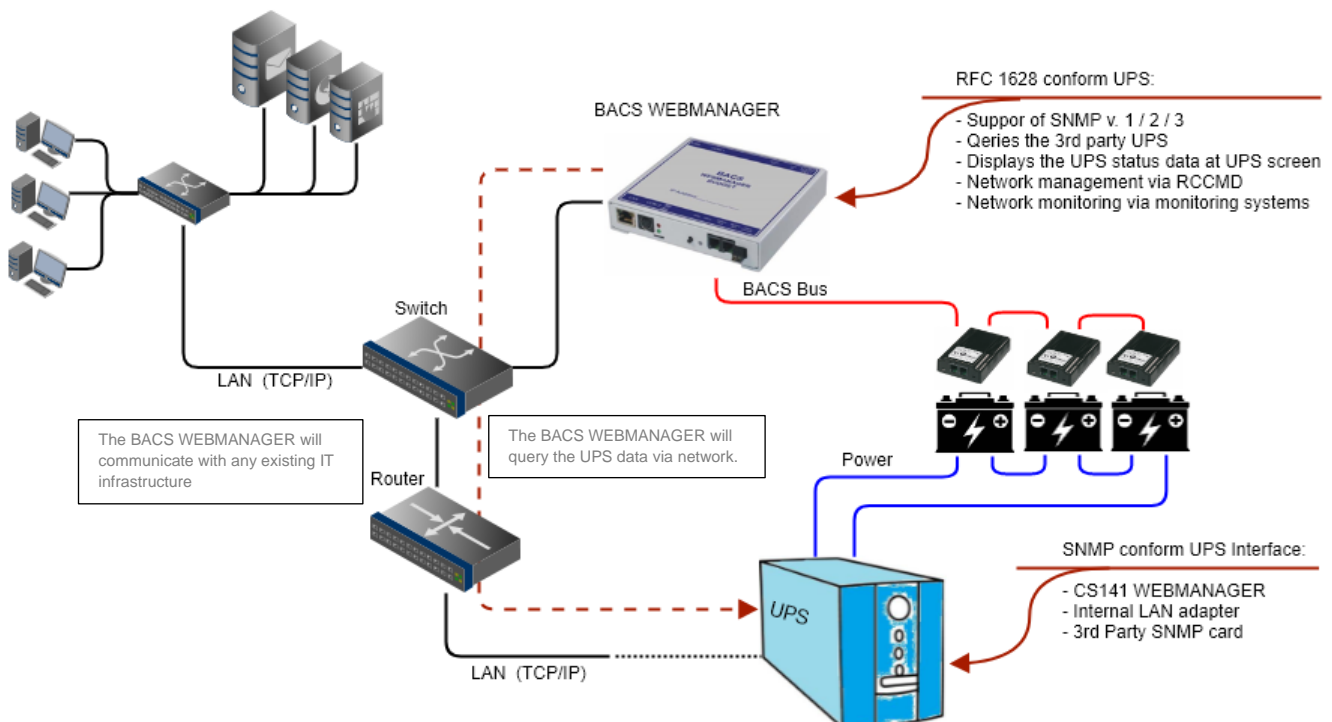 RFC 1628 conform UPS:
- Suppor of SNMP v. 1 / 2 / 3
- Qeries the 3rd party UPS
- Displays the UPS status data at UPS screen
- Network management via RCCMD
- Network monitoring via monitoring systems
BACS WEBMANAGER
BACS
WEBMANAGER
BACS Bus
Switch
LAN (TCP/IP)
The BACS WEBMANAGER will
communicate with any existing IT
infrastructure
The BACS WEBMANAGER will
query the UPS data via network.
Router
Power
SNMP conform UPS Interface:
- CS141 WEBMANAGER
- Internal LAN adapter
- 3rd Party SNMP card
UPS
LAN (TCP/IP)